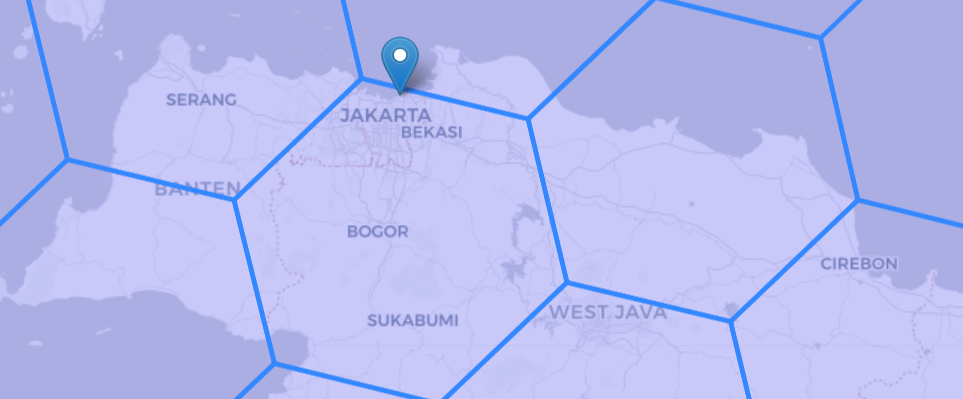 SERANG
JAKARTA
BEKASI
BANTEN
BOGOR
CIREBON
WEST JAVA
SUKABUMI